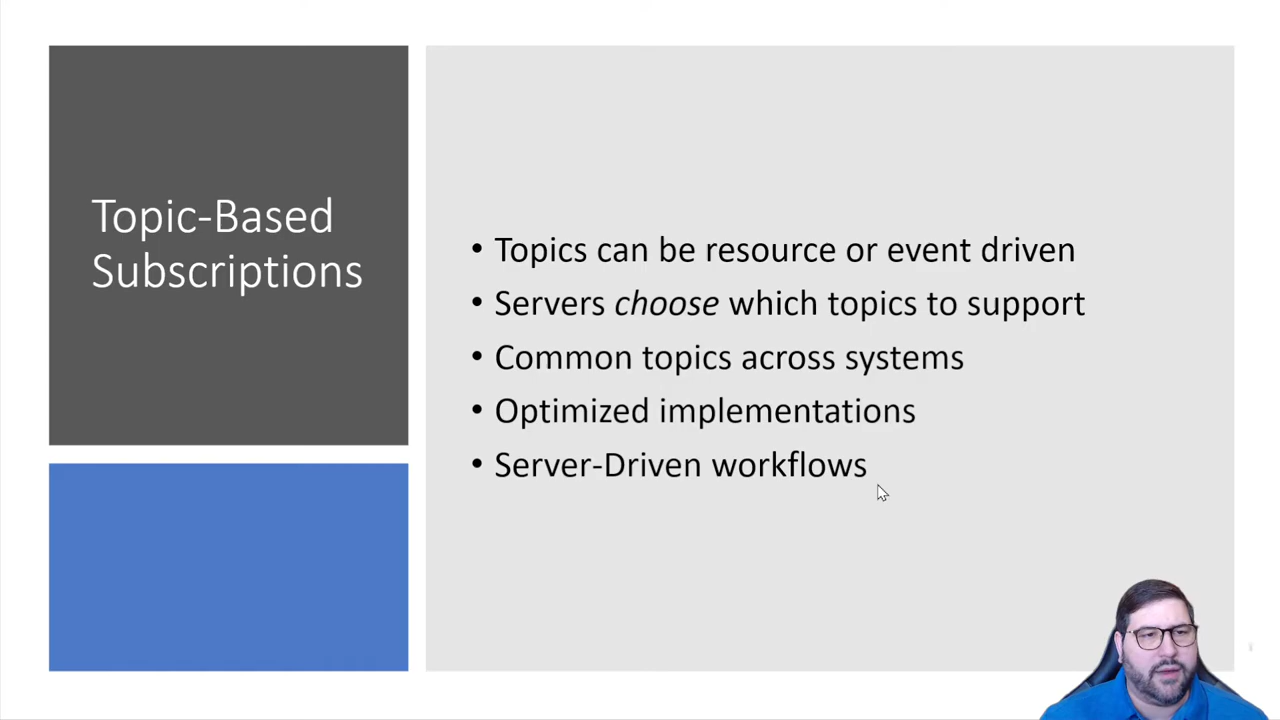 Topic-Based
Subscriptions
• Topics can be resource or event driven
• Servers choose which topics to support
• Common topics across systems
• Optimized implementations
• Server-Driven workflows